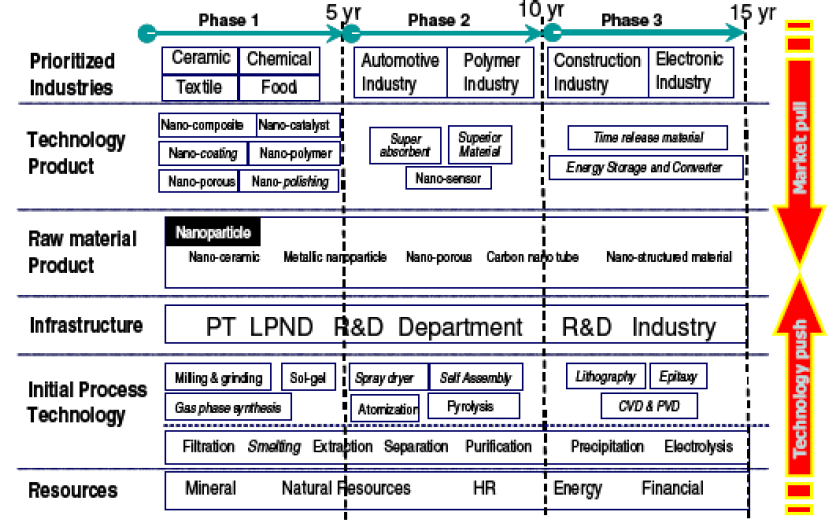 Phase 1 5 yr Phase 2 10 yr Phase 3 15 yr
Prioritized
Industries
Ceramic Chemical
Textile Food
Automotive
Industry
Polymer
Industry
Construction
Industry
Electronic
Industry
Technology
Product
Nano-composite Nano-catalyst
Nano-coating Nano-polymer
Nano-porous Nano-polishing
Super
absorbent
Superior
Material
Nano-sensor
Time release material
Energy Storage and Converter
Raw material
Product
Nanoparticle
Nano-ceramic Metallic nanoparticle Nano-porous Carbon nano tube Nano-structured material
Infrastructure
PT LPND R&D Department R&D Industry
Initial Process
Technology
Milling & grinding Sol-gel Spray dryer Self Assembly Lithography Epitaxy
Gas phase synthesis Atomization Pyrolysis CVD & PVD
Filtration Smelting Extraction Separation Purification Precipitation Electrolysis
Resources
Mineral Natural Resources HR Energy Financial
Market pull
Technology push